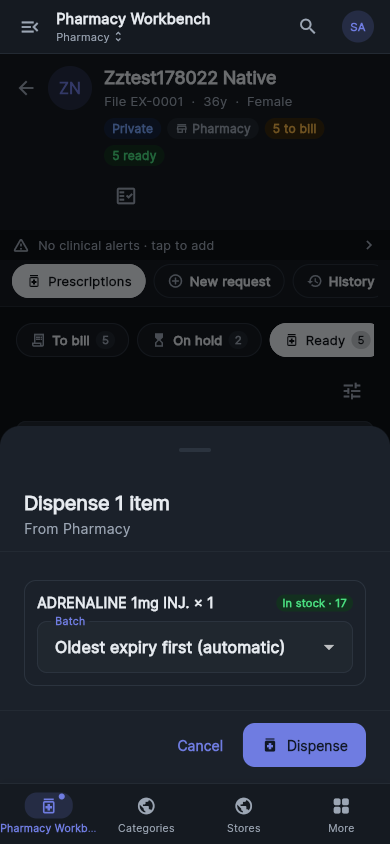 Pharmacy Workbench
Pharmacy
SA
ZN
Zztest178022 Native
File EX-0001 · 36y · Female
Private
Pharmacy
5 to bill
5 ready
No clinical alerts · tap to add
Prescriptions
New request
History
To bill 5
On hold 2
Ready 5
Dispense 1 item
From Pharmacy
ADRENALINE 1mg INJ. × 1
In stock · 17
Batch
Oldest expiry first (automatic)
Cancel
Dispense
Pharmacy Workb...
Categories
Stores
More